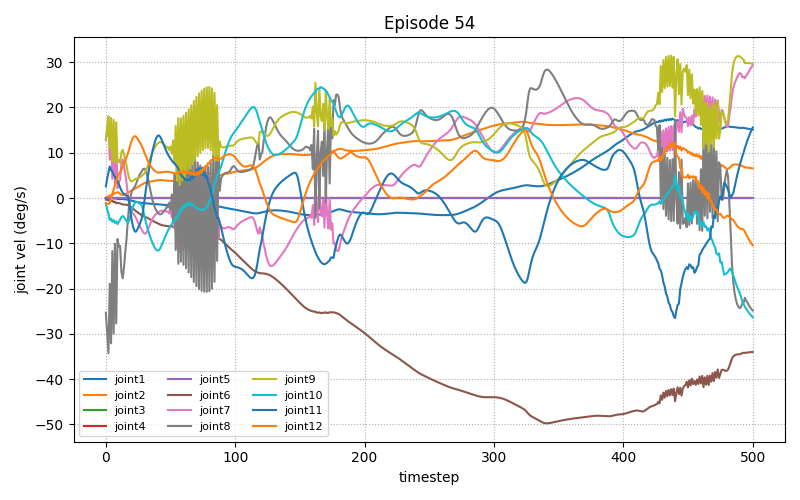 Episode 54
joint vel (deg/s)
30
20
10
0
−10
−20
−30
−40
−50
joint1 joint5 joint9
joint2 joint6 joint10
joint3 joint7 joint11
joint4 joint8 joint12
0 100 200 300 400 500
timestep